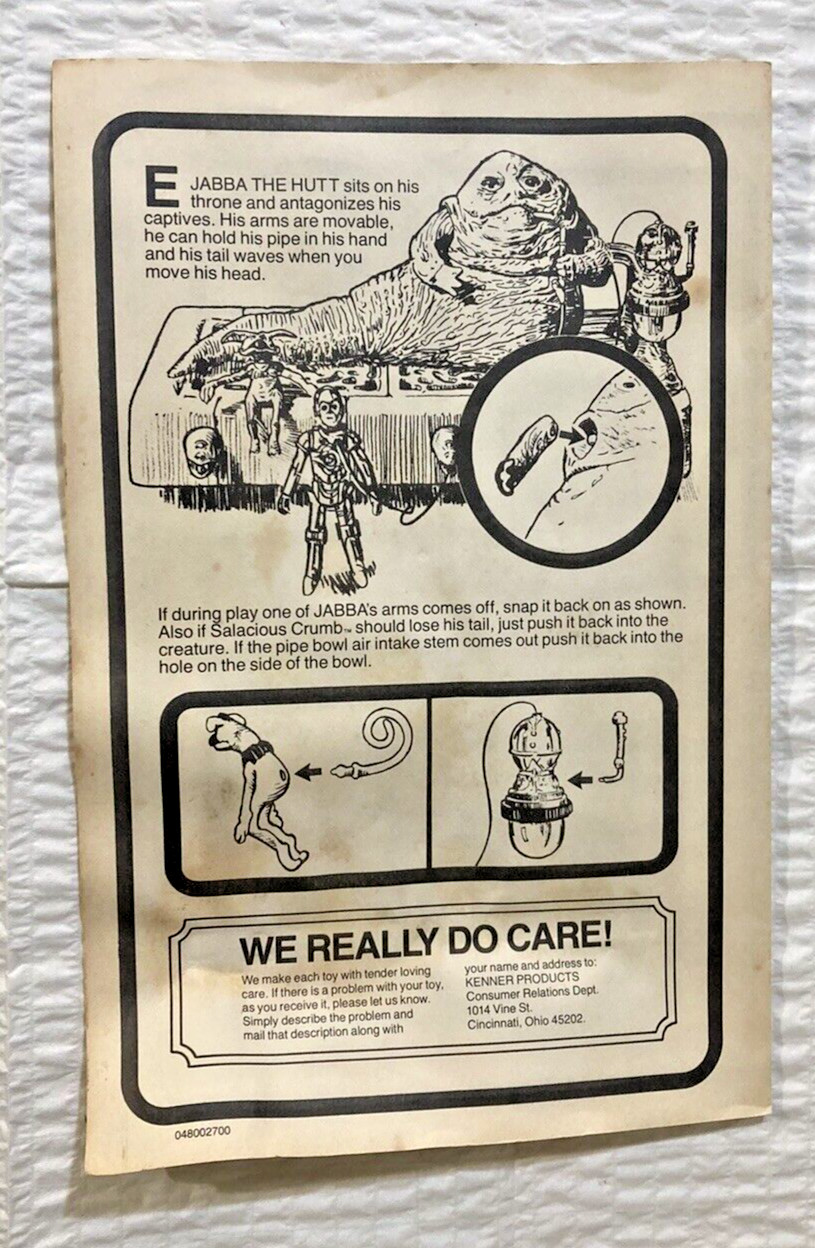 E JABBA THE HUTT sits on his
throne and antagonizes his
captives. His arms are movable,
he can hold his pipe in his hand
and his tail waves when you
move his head.
If during play one of JABBA's arms comes off, snap it back on as shown.
Also if Salacious Crumb™ should lose his tail, just push it back into the
creature. If the pipe bowl air intake stem comes out push it back into the
hole on the side of the bowl.
WE REALLY DO CARE!
We make each toy with tender loving
care. If there is a problem with your toy,
as you receive it, please let us know.
Simply describe the problem and
mail that description along with
your name and address to:
KENNER PRODUCTS
Consumer Relations Dept.
1014 Vine St.
Cincinnati, Ohio 45202.
048002700